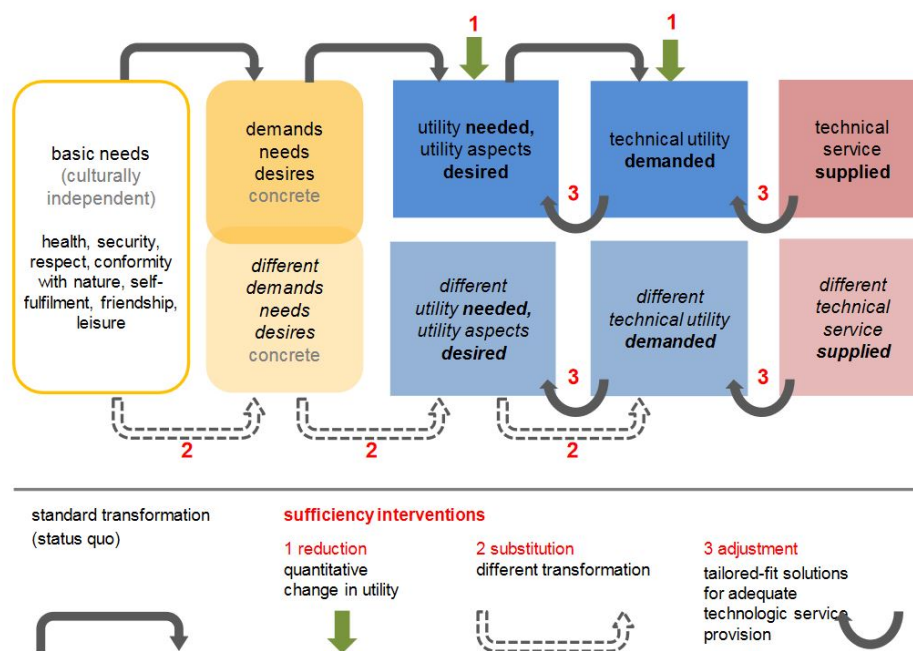 1
1
basic needs
(culturally
independent)
health, security,
respect, conformity
with nature, self-
fulfilment, friendship,
leisure
demands
needs
desires
concrete
utility needed,
utility aspects
desired
technical utility
demanded
technical
service
supplied
3
3
different
demands
needs
desires
concrete
different
utility needed,
utility aspects
desired
different
technical utility
demanded
different
technical
service
supplied
3
3
2
2
2
standard transformation
(status quo)
sufficiency interventions
1 reduction
quantitative
change in utility
2 substitution
different transformation
3 adjustment
tailored-fit solutions
for adequate
technologic service
provision